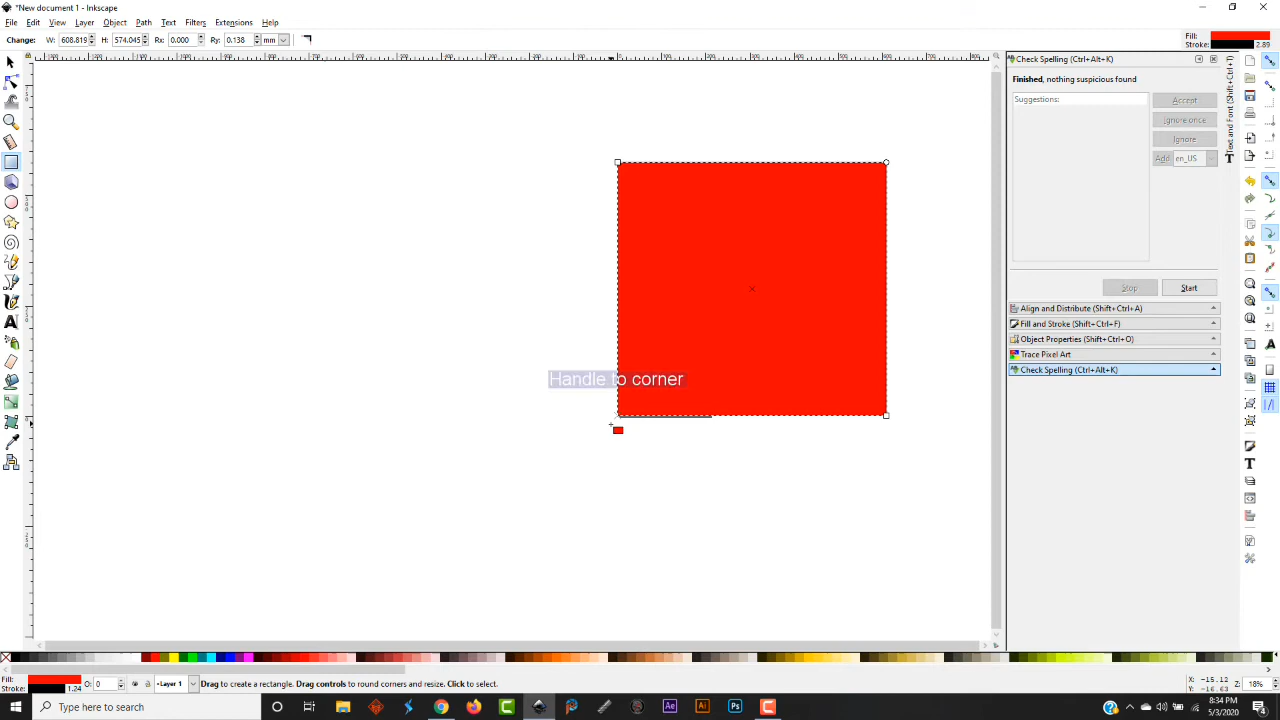 *New document 1 - Inkscape
File Edit View Layer Object Path Text Filters Extensions Help
Change: W: 608.819 H: 574.045 Rx: 0.000 Ry: 0.138 mm
Fill:
Stroke: 2.89
Check Spelling (Ctrl+Alt+K)
Finished, nothing suspicious found
Suggestions:
Accept
Ignore once
Ignore
Add en_US
Stop Start
Align and Distribute (Shift+Ctrl+A)
Fill and Stroke (Shift+Ctrl+F)
Object Properties (Shift+Ctrl+O)
Trace Pixel Art
Check Spelling (Ctrl+Alt+K)
Text and Font (Shift+Ctrl+T)
Handle to corner
Fill:
Stroke: 1.24
O: 0
Layer 1
Drag to create a rectangle. Drag controls to round corners and resize. Click to select.
X: -15.12
Y: -16.63
Z: 18%
Type here to search
Ae Ai Ps
8:34 PM
5/3/2020
4